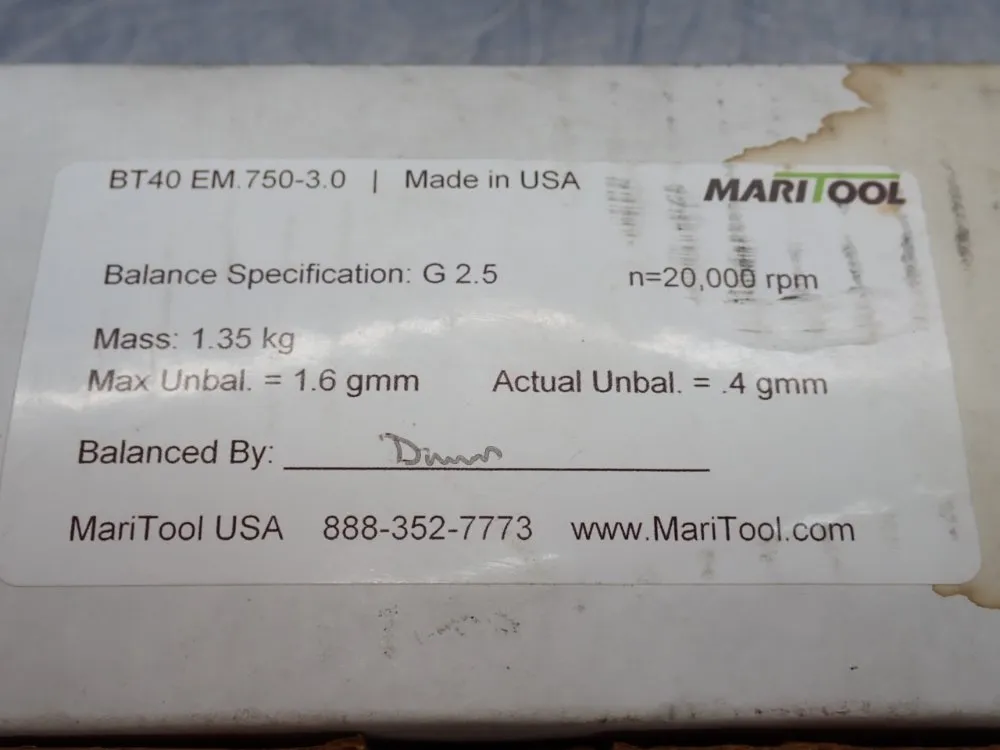 BT40 EM.750-3.0 | Made in USA MARITOOL
Balance Specification: G 2.5 n=20,000 rpm
Mass: 1.35 kg
Max Unbal. = 1.6 gmm Actual Unbal. = .4 gmm
Balanced By:
MariTool USA 888-352-7773 www.MariTool.com